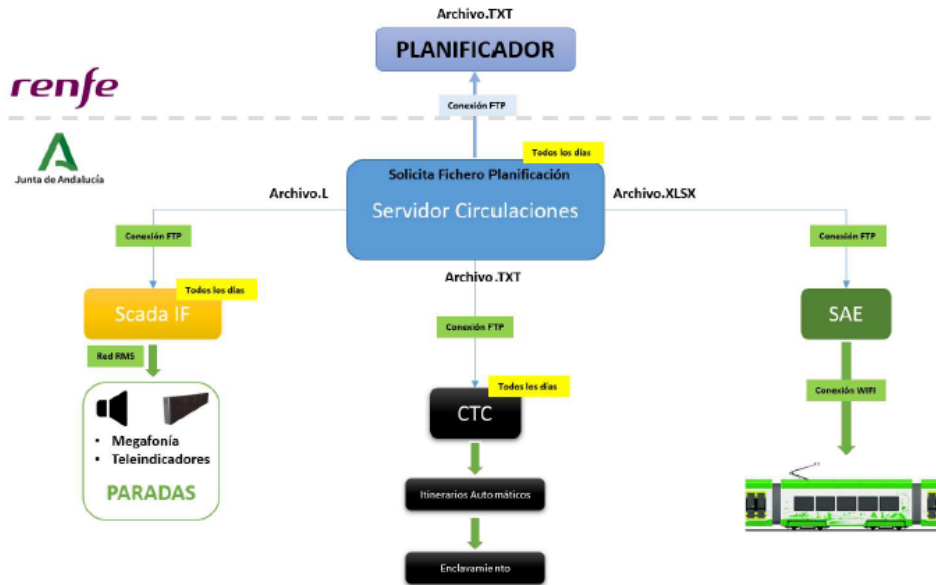 Archivo.TXT
PLANIFICADOR
renfe
Conexión FTP
Junta de Andalucía
Todos los días
Solicita Fichero Planificación
Servidor Circulaciones
Archivo.L
Archivo.XLSX
Conexión FTP
Conexión FTP
Archivo.TXT
Todos los días
Scada IF
Conexión FTP
SAE
Red RMS
Todos los días
CTC
Conexión WIFI
• Megafonía
• Teleindicadores
PARADAS
Itinerarios Automáticos
Enclavamiento